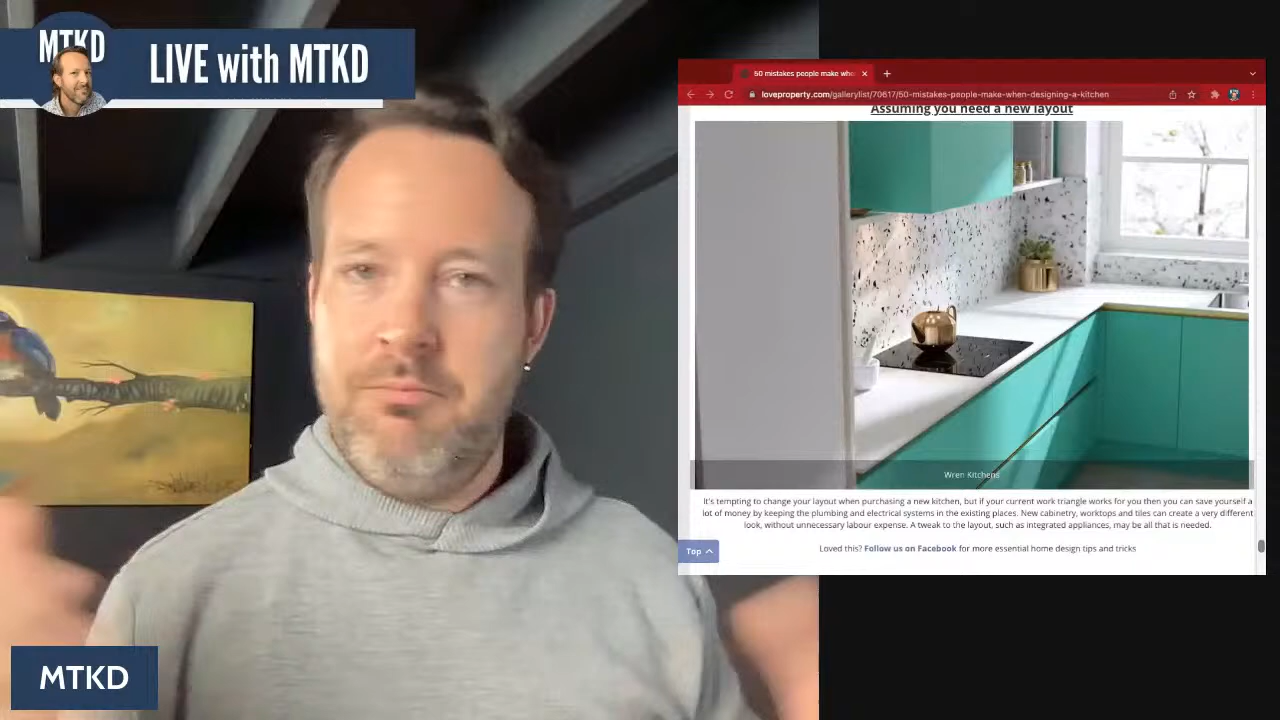 MTKD
LIVE with MTKD
50 mistakes people make whe
loveproperty.com/gallerylist/70617/50-mistakes-people-make-when-designing-a-kitchen
Assuming you need a new layout
Wren Kitchens
It's tempting to change your layout when purchasing a new kitchen, but if your current work triangle works for you then you can save yourself a
lot of money by keeping the plumbing and electrical systems in the existing places. New cabinetry, worktops and tiles can create a very different
look, without unnecessary labour expense. A tweak to the layout, such as integrated appliances, may be all that is needed.
Top
Loved this? Follow us on Facebook for more essential home design tips and tricks
MTKD